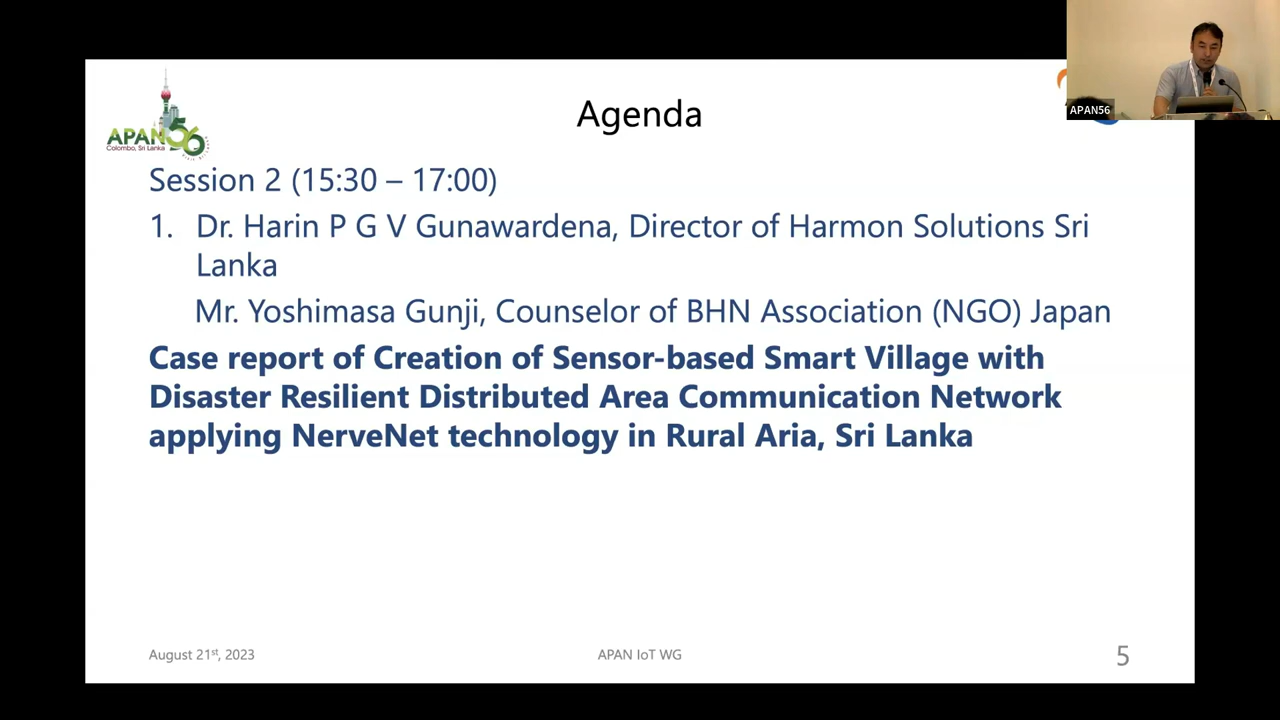 APAN56
APAN 56
Colombo, Sri Lanka
Agenda
Session 2 (15:30 – 17:00)
1. Dr. Harin P G V Gunawardena, Director of Harmon Solutions Sri
Lanka
Mr. Yoshimasa Gunji, Counselor of BHN Association (NGO) Japan
Case report of Creation of Sensor-based Smart Village with
Disaster Resilient Distributed Area Communication Network
applying NerveNet technology in Rural Aria, Sri Lanka
August 21st, 2023
APAN IoT WG
5